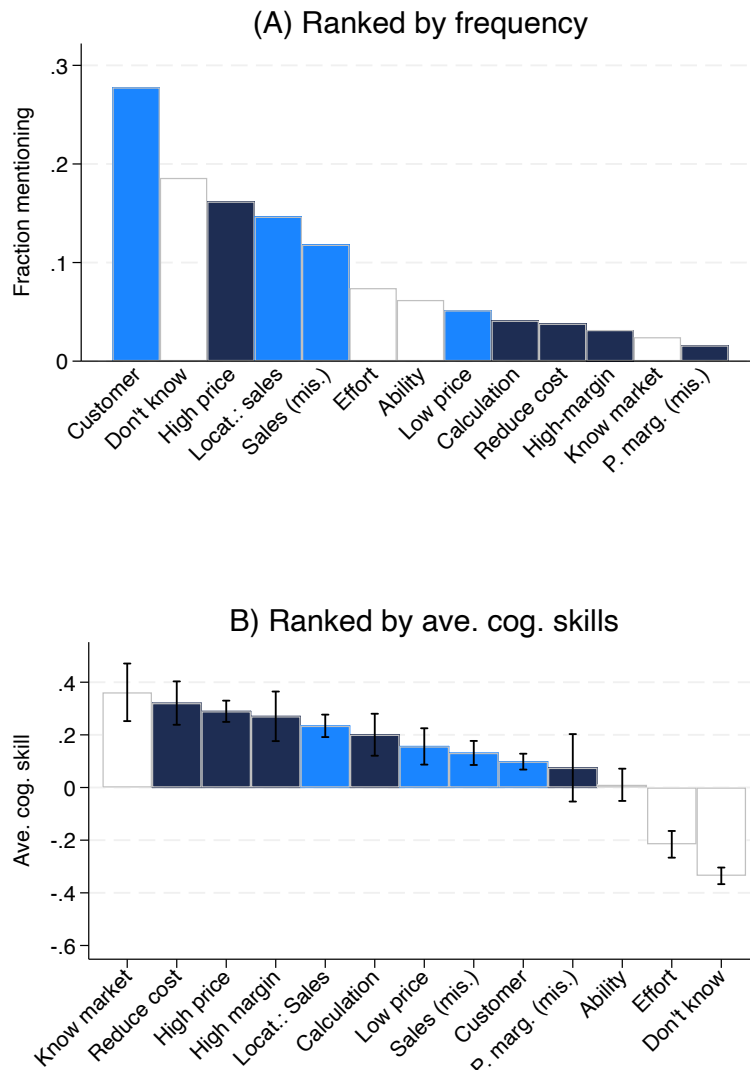 (A) Ranked by frequency
Fraction mentioning
.3
.2
.1
0
Customer
Don't know
High price
Locat.: sales
Sales (mis.)
Effort
Ability
Low price
Calculation
Reduce cost
High-margin
Know market
P. marg. (mis.)
B) Ranked by ave. cog. skills
Ave. cog. skill
.4
.2
0
-.2
-.4
-.6
Know market
Reduce cost
High price
High margin
Locat.: Sales
Calculation
Low price
Sales (mis.)
Customer
P. marg. (mis.)
Ability
Effort
Don't know